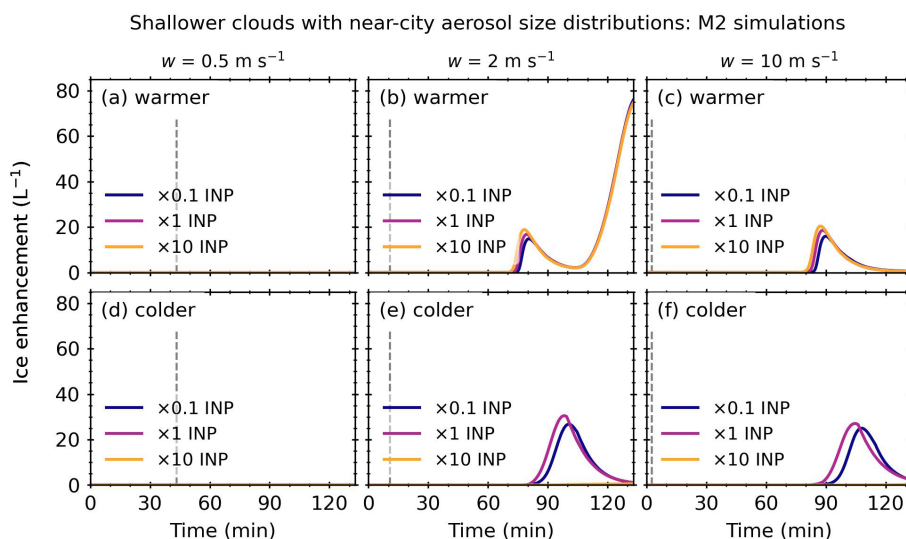 Shallower clouds with near-city aerosol size distributions: M2 simulations
w = 0.5 m s⁻¹
w = 2 m s⁻¹
w = 10 m s⁻¹
Ice enhancement (L⁻¹)
80
60
40
20
0
(a) warmer
×0.1 INP
×1 INP
×10 INP
0 30 60 90 120
(b) warmer
×0.1 INP
×1 INP
×10 INP
(c) warmer
×0.1 INP
×1 INP
×10 INP
80
60
40
20
0
(d) colder
×0.1 INP
×1 INP
×10 INP
(e) colder
×0.1 INP
×1 INP
×10 INP
(f) colder
×0.1 INP
×1 INP
×10 INP
0 30 60 90 120
0 30 60 90 120
0 30 60 90 120
Time (min)
Time (min)
Time (min)